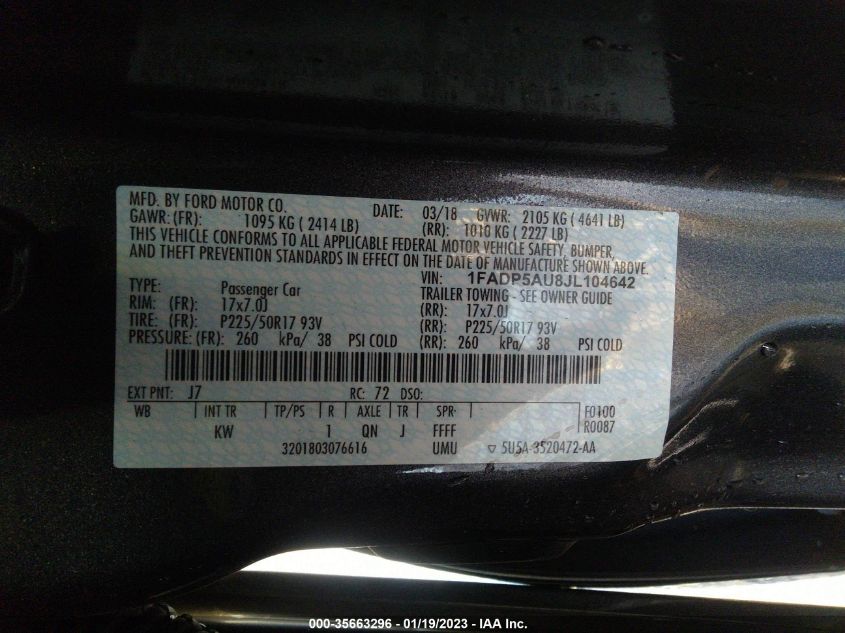 MFD. BY FORD MOTOR CO. DATE: 03/18 GVWR: 2105 KG ( 4641 LB)
GAWR: (FR): 1095 KG ( 2414 LB) (RR): 1010 KG ( 2227 LB)
THIS VEHICLE CONFORMS TO ALL APPLICABLE FEDERAL MOTOR VEHICLE SAFETY, BUMPER,
AND THEFT PREVENTION STANDARDS IN EFFECT ON THE DATE OF MANUFACTURE SHOWN ABOVE.
VIN: 1FADP5AU8JL104642
TYPE: Passenger Car TRAILER TOWING - SEE OWNER GUIDE
RIM: (FR): 17x7.0J (RR): 17x7.0J
TIRE: (FR): P225/50R17 93V (RR): P225/50R17 93V
PRESSURE: (FR): 260 kPa/ 38 PSI COLD (RR): 260 kPa/ 38 PSI COLD
EXT PNT: J7 RC: 72 DSO:
WB INT TR TP/PS R AXLE TR SPR F0100
KW 1 QN J FFFF R0087
3201803076616 UMU ▽ 5U5A-3520472-AA
000-35663296 - 01/19/2023 - IAA Inc.